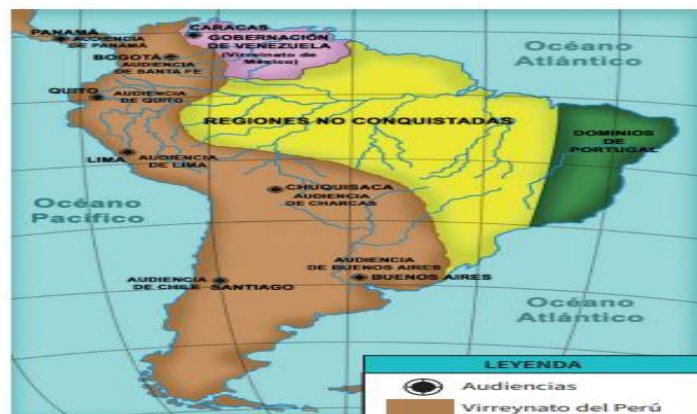 PANAMÁ
AUDIENCIA
DE PANAMÁ
CARACAS
GOBERNACIÓN
DE VENEZUELA
(Virreinato de
México)
BOGOTÁ
AUDIENCIA
DE SANTA FE
QUITO
AUDIENCIA
DE QUITO
Océano
Atlántico
REGIONES NO CONQUISTADAS
DOMINIOS
DE
PORTUGAL
LIMA
AUDIENCIA
DE LIMA
CHUQUISACA
AUDIENCIA
DE CHARCAS
Océano
Pacífico
AUDIENCIA
DE BUENOS AIRES
BUENOS AIRES
AUDIENCIA
DE CHILE
SANTIAGO
Océano
Atlántico
LEYENDA
Audiencias
Virreynato del Perú